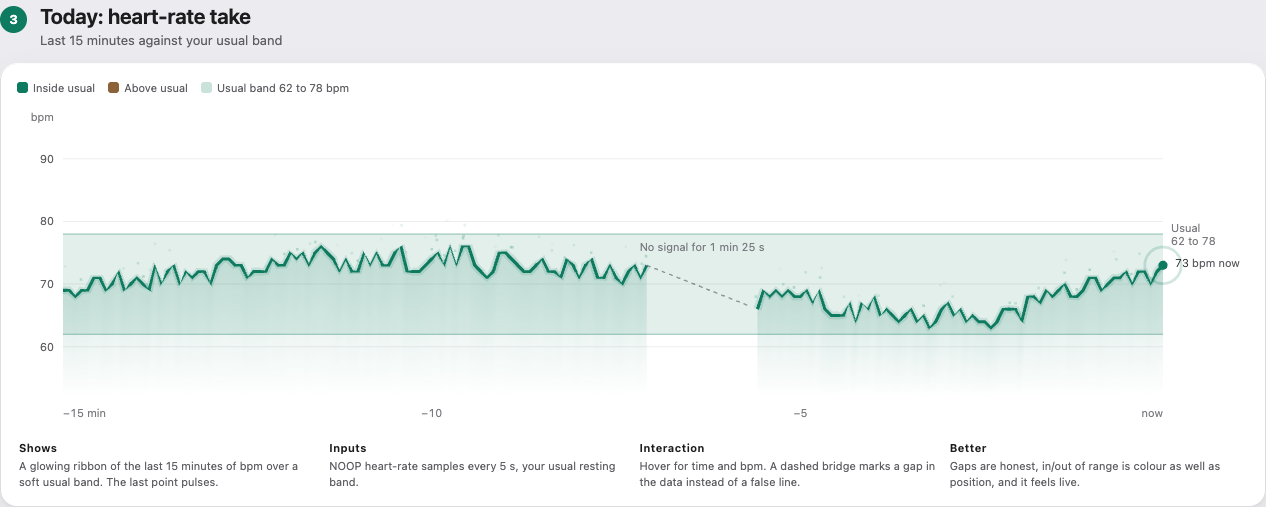 3
Today: heart-rate take
Last 15 minutes against your usual band
Inside usual
Above usual
Usual band 62 to 78 bpm
bpm
90
80
70
60
No signal for 1 min 25 s
Usual
62 to 78
73 bpm now
−15 min
−10
−5
now
Shows
A glowing ribbon of the last 15 minutes of bpm over a
soft usual band. The last point pulses.
Inputs
NOOP heart-rate samples every 5 s, your usual resting
band.
Interaction
Hover for time and bpm. A dashed bridge marks a gap in
the data instead of a false line.
Better
Gaps are honest, in/out of range is colour as well as
position, and it feels live.